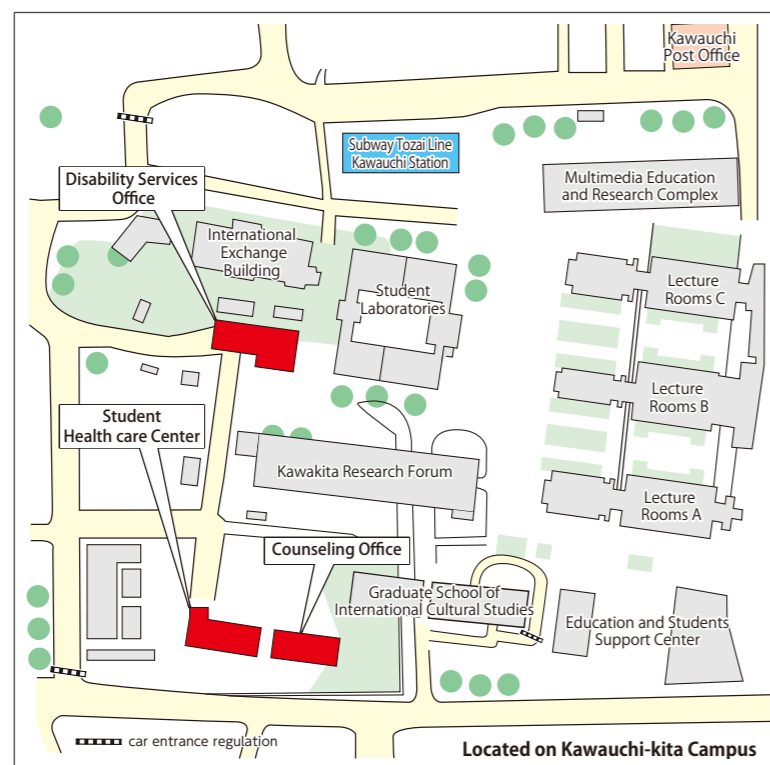 Kawauchi
Post Office
Subway Tozai Line
Kawauchi Station
Disability Services
Office
Multimedia Education
and Research Complex
International
Exchange
Building
Student
Laboratories
Lecture
Rooms C
Lecture
Rooms B
Student
Health care Center
Kawakita Research Forum
Lecture
Rooms A
Counseling Office
Graduate School of
International Cultural Studies
Education and Students
Support Center
car entrance regulation
Located on Kawauchi-kita Campus